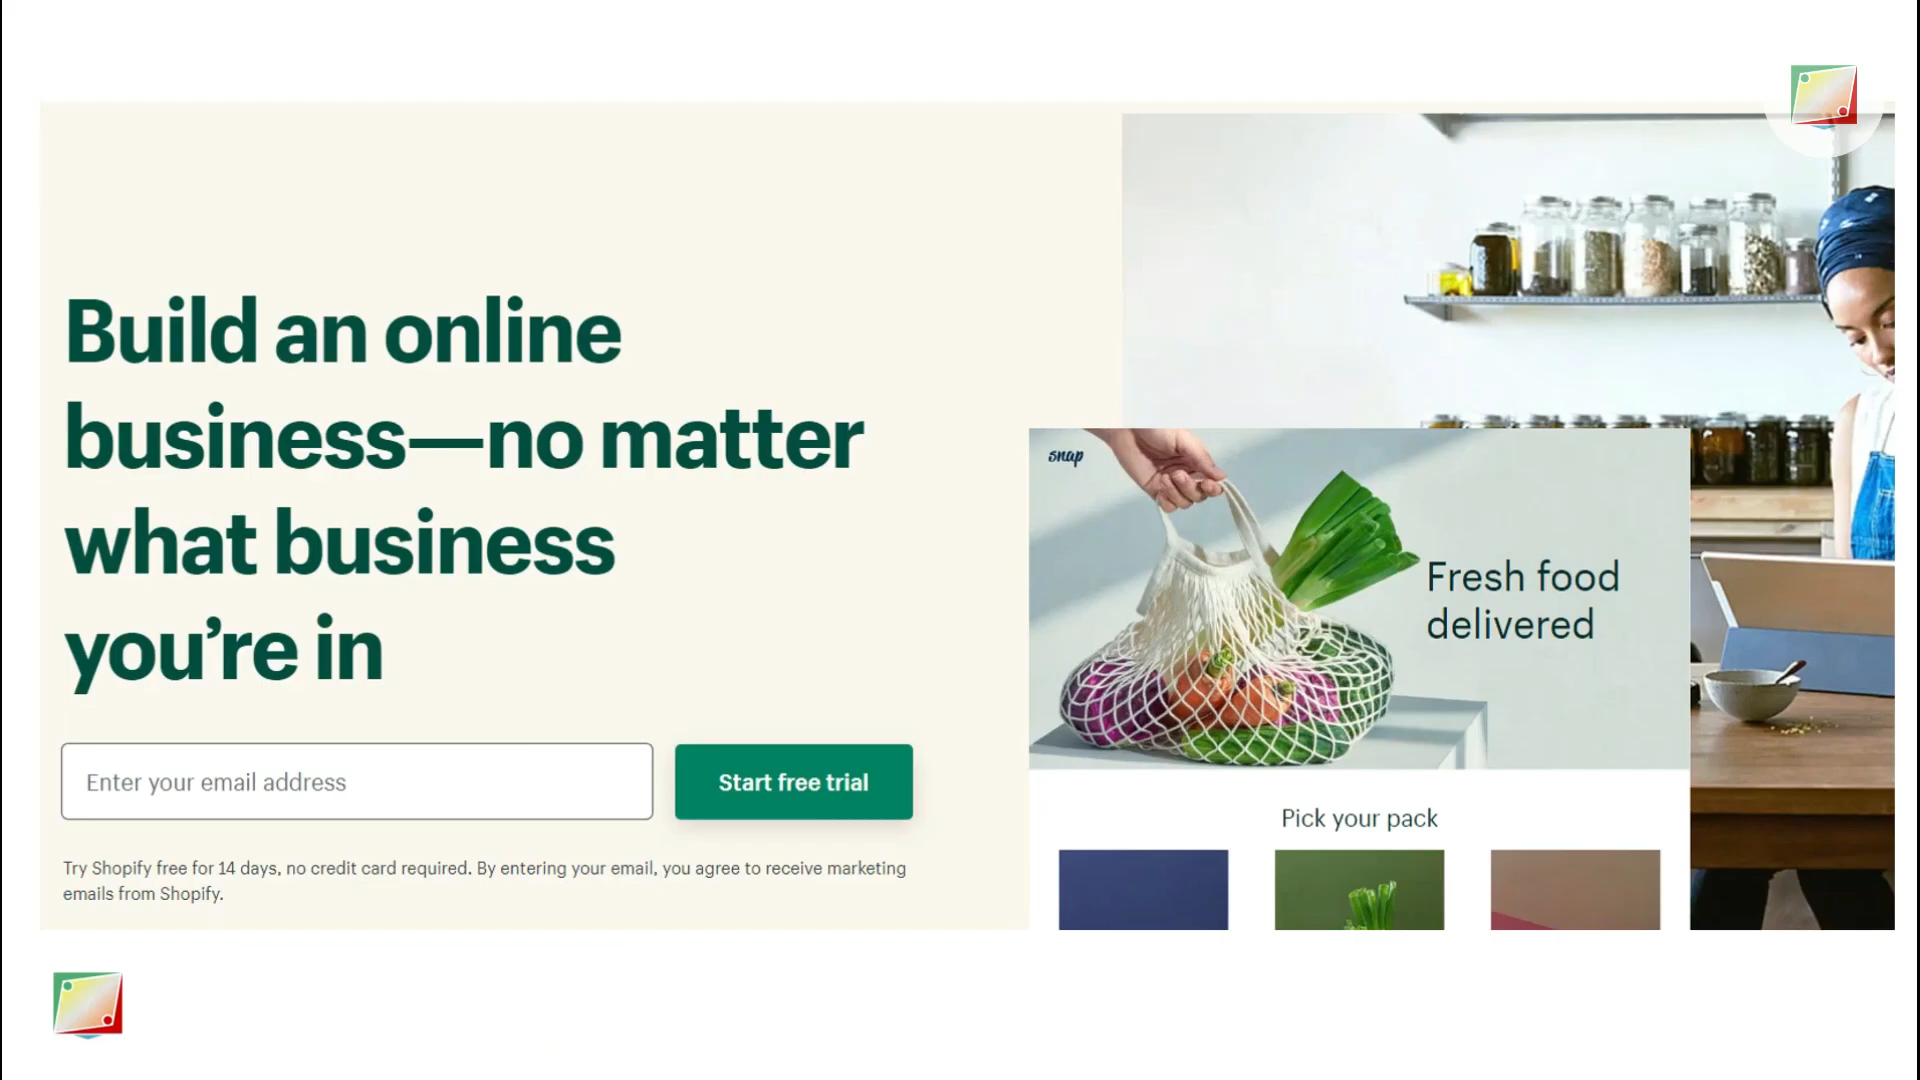 Build an online
business—no matter
what business
you’re in
Enter your email address
Start free trial
Try Shopify free for 14 days, no credit card required. By entering your email, you agree to receive marketing
emails from Shopify.
snap
Fresh food
delivered
Pick your pack